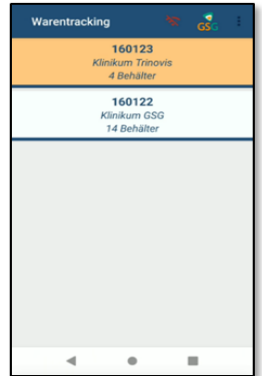 Warentracking
GSG
160123
Klinikum Trinovis
4 Behälter
160122
Klinikum GSG
14 Behälter